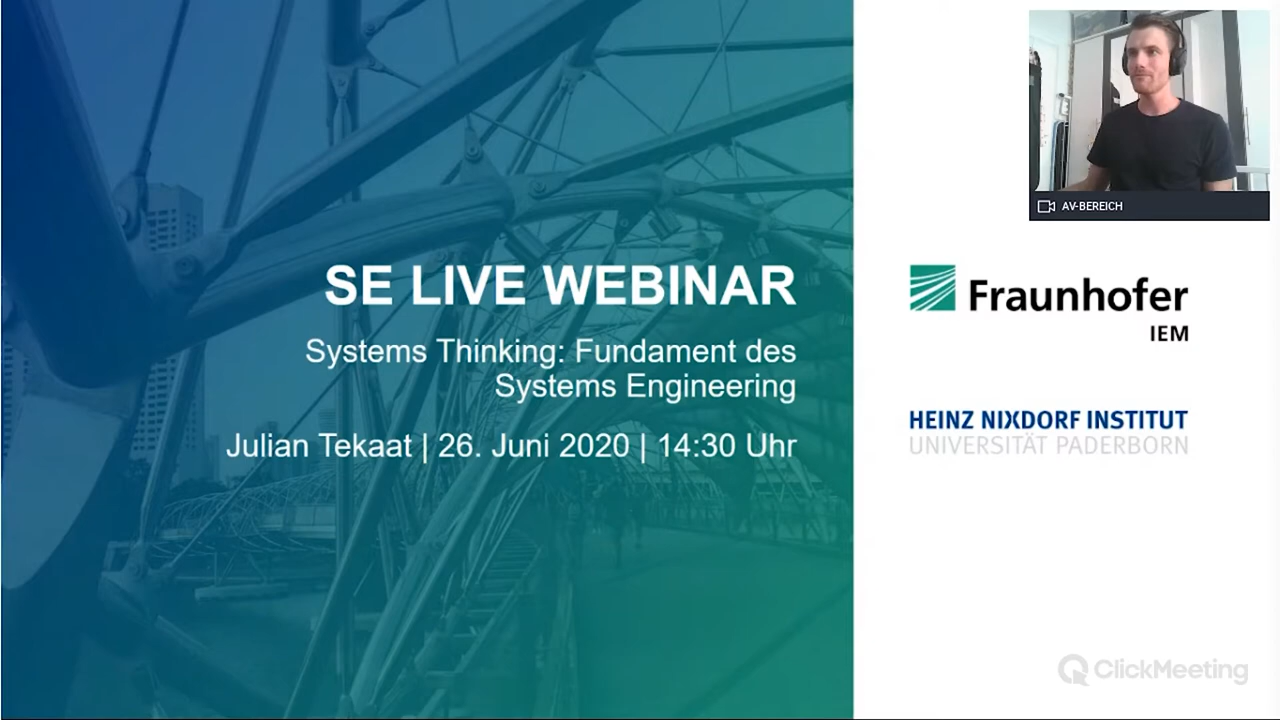 AV-BEREICH
SE LIVE WEBINAR
Systems Thinking: Fundament des
Systems Engineering
Julian Tekaat | 26. Juni 2020 | 14:30 Uhr
Fraunhofer
IEM
HEINZ NIXDORF INSTITUT
UNIVERSITÄT PADERBORN
ClickMeeting